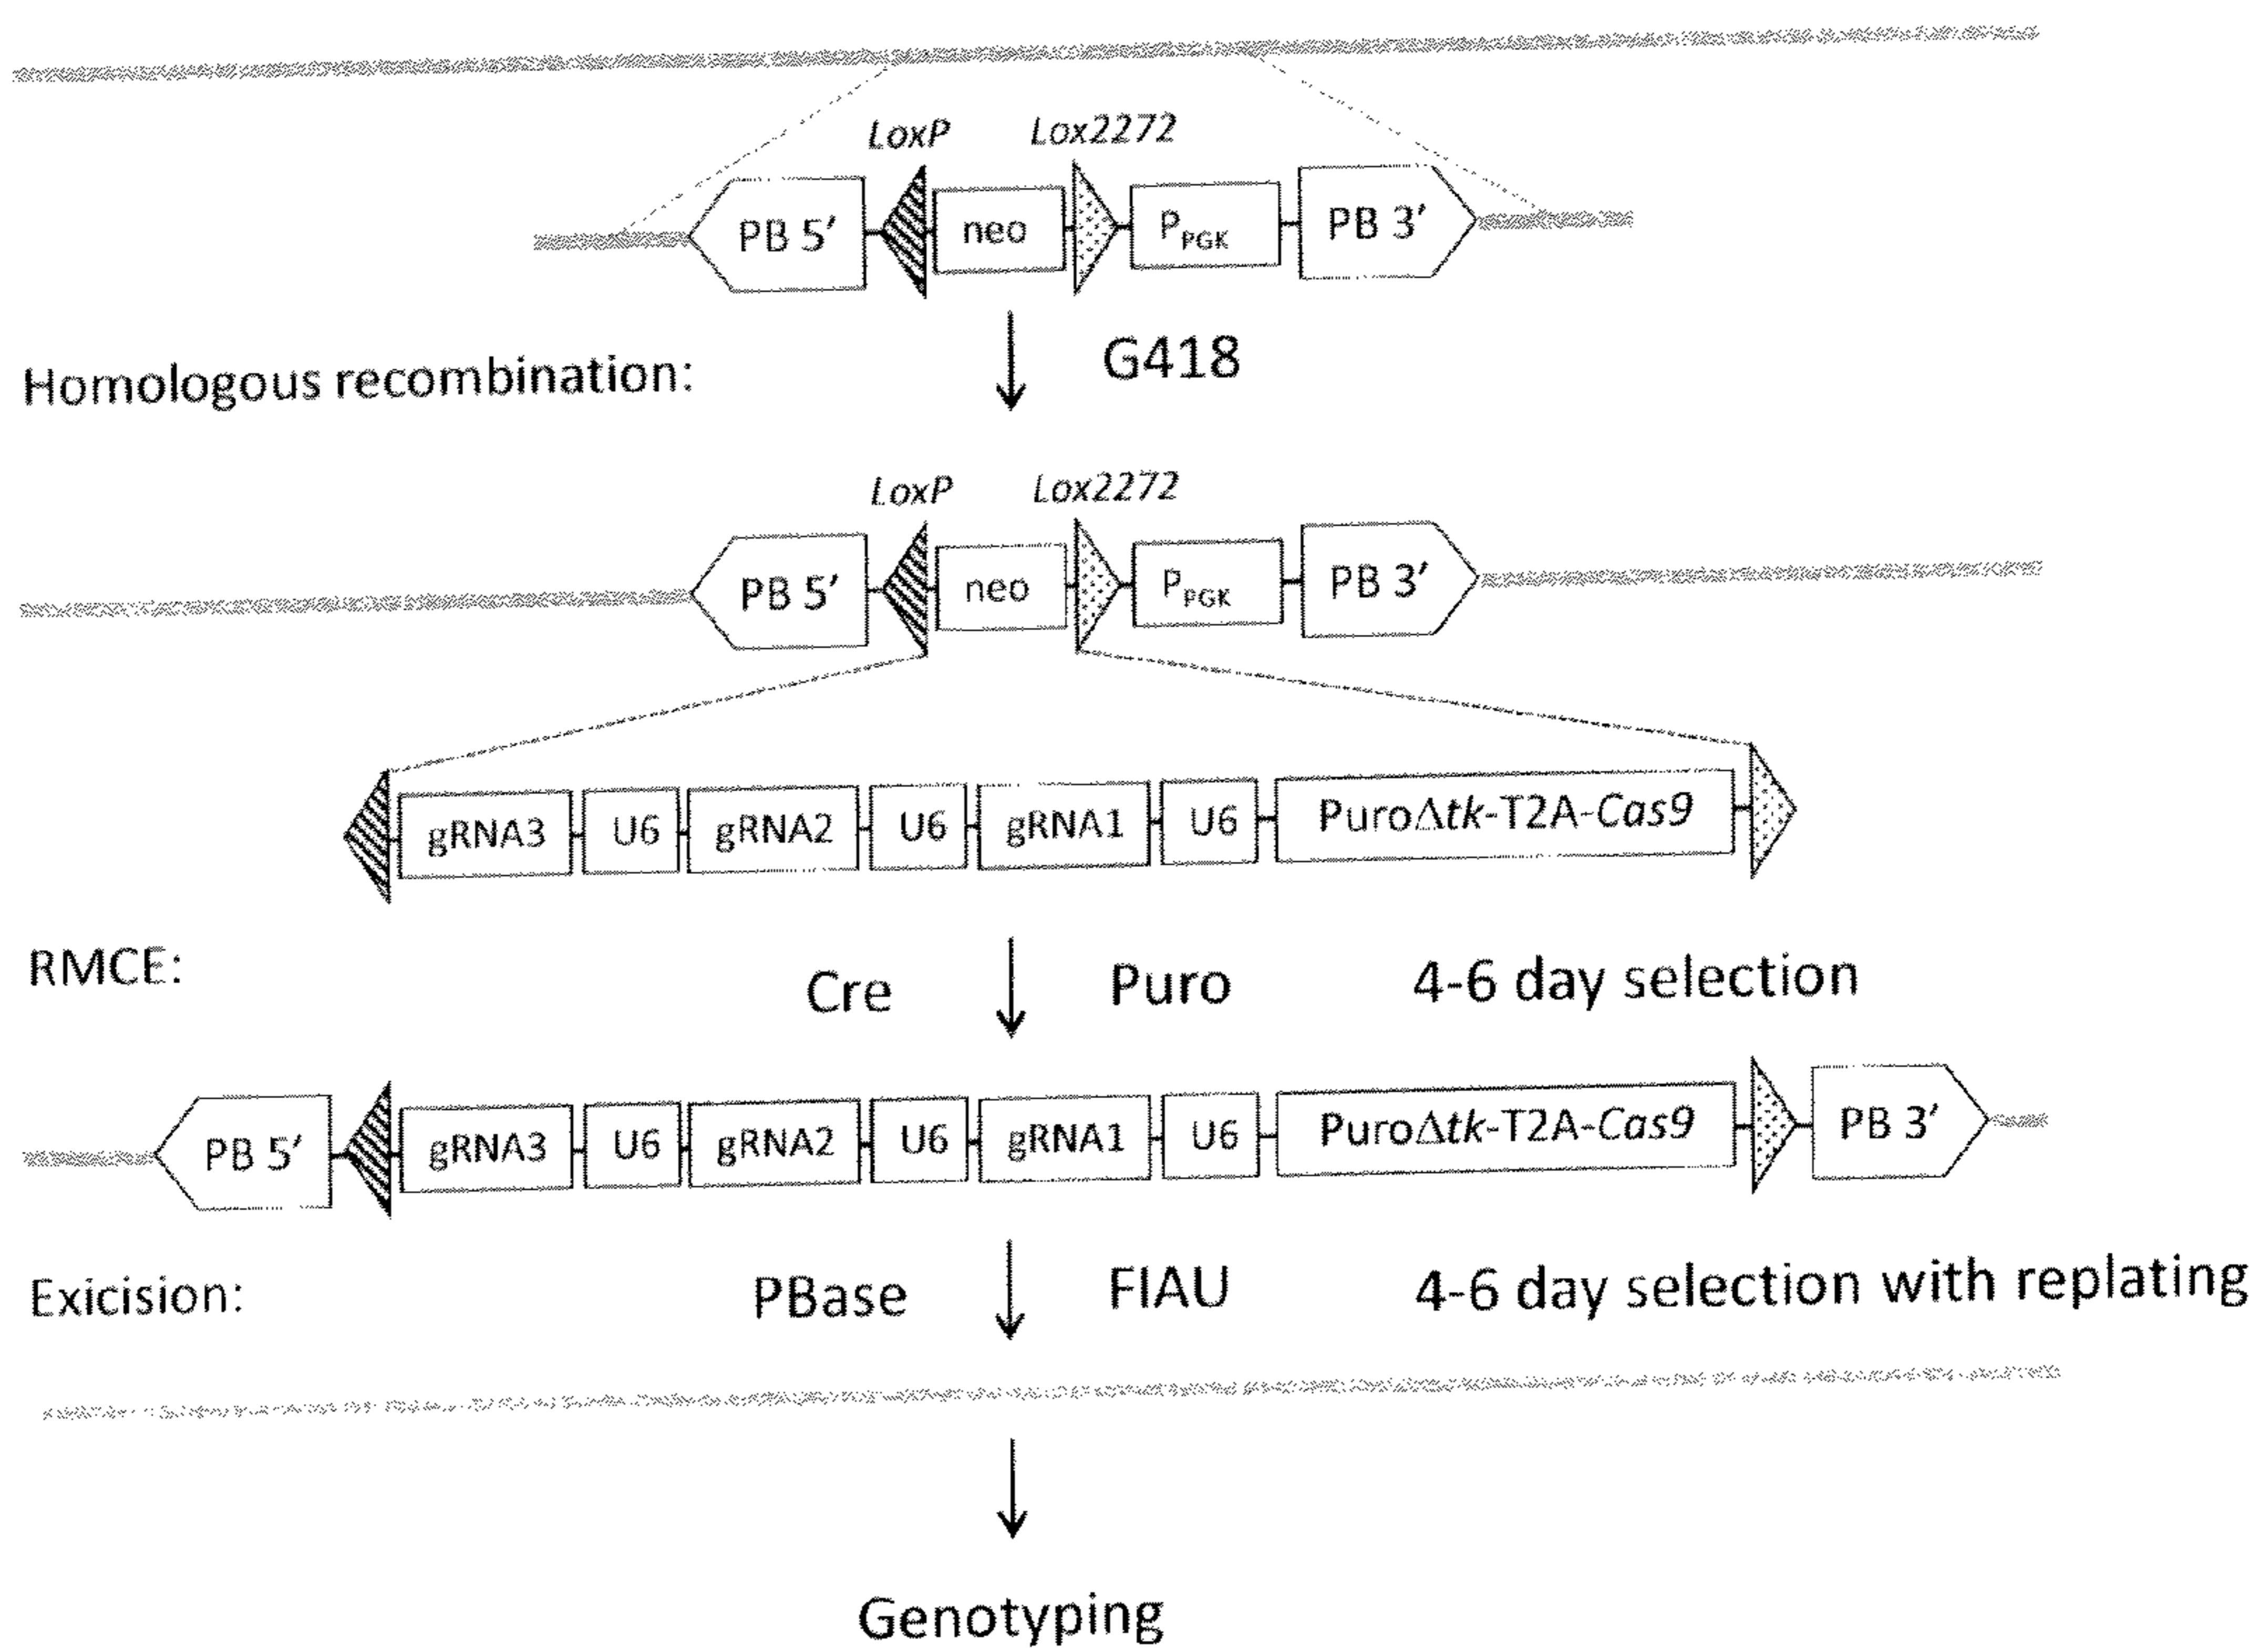 LoxP Lox2272
PB 5′ neo PPGK PB 3′
Homologous recombination: G418
LoxP Lox2272
PB 5′ neo PPGK PB 3′
gRNA3 U6 gRNA2 U6 gRNA1 U6 PuroΔtk-T2A-Cas9
RMCE: Cre Puro 4-6 day selection
PB 5′ gRNA3 U6 gRNA2 U6 gRNA1 U6 PuroΔtk-T2A-Cas9 PB 3′
Exicision: PBase FIAU 4-6 day selection with replating
Genotyping